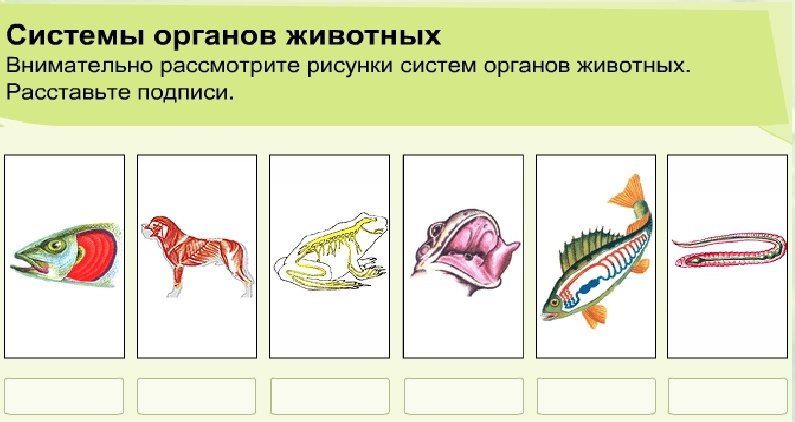 Системы органов животных
Внимательно рассмотрите рисунки систем органов животных.
Расставьте подписи.